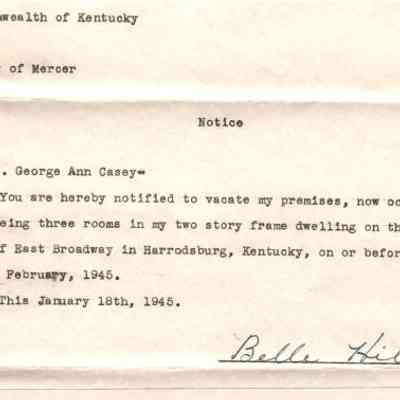 wealth of Kentucky
of Mercer
Notice
. George Ann Casey-
You are hereby notified to vacate my premises, now oc
eing three rooms in my two story frame dwelling on th
f East Broadway in Harrodsburg, Kentucky, on or befor
February, 1945.
This January 18th, 1945.
Belle Hil